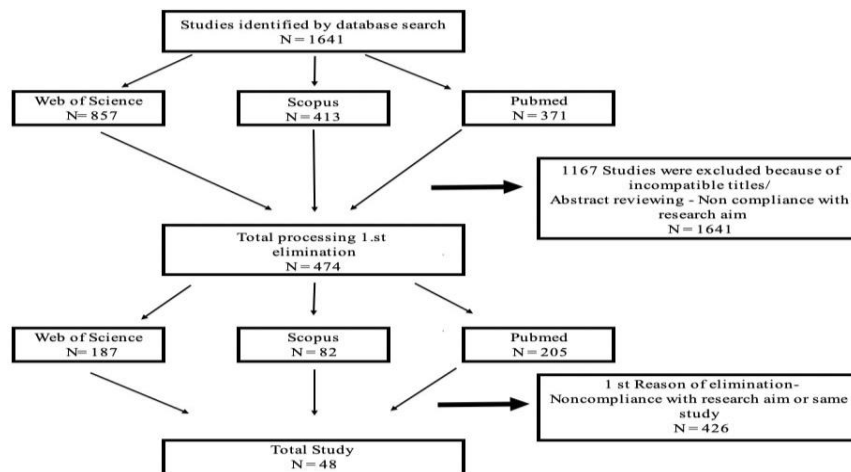 Studies identified by database search
N = 1641
Web of Science
N= 857
Scopus
N = 413
Pubmed
N = 371
1167 Studies were excluded because of
incompatible titles/
Abstract reviewing - Non compliance with
research aim
N = 1641
Total processing 1.st
elimination
N = 474
Web of Science
N= 187
Scopus
N = 82
Pubmed
N = 205
1 st Reason of elimination-
Noncompliance with research aim or same
study
N = 426
Total Study
N = 48